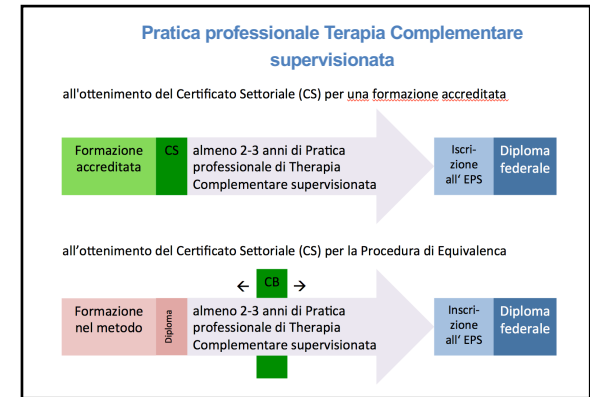 Pratica professionale Terapia Complementare
supervisionata
all'ottenimento del Certificato Settoriale (CS) per una formazione accreditata
Formazione
accreditata
CS
almeno 2-3 anni di Pratica
professionale di Therapia
Complementare supervisionata
Iscri-
zione
all' EPS
Diploma
federale
all'ottenimento del Certificato Settoriale (CS) per la Procedura di Equivalenca
← CB →
Formazione
nel metodo
Diploma
almeno 2-3 anni di Pratica
professionale di Therapia
Complementare supervisionata
Inscri-
zione
all' EPS
Diploma
federale